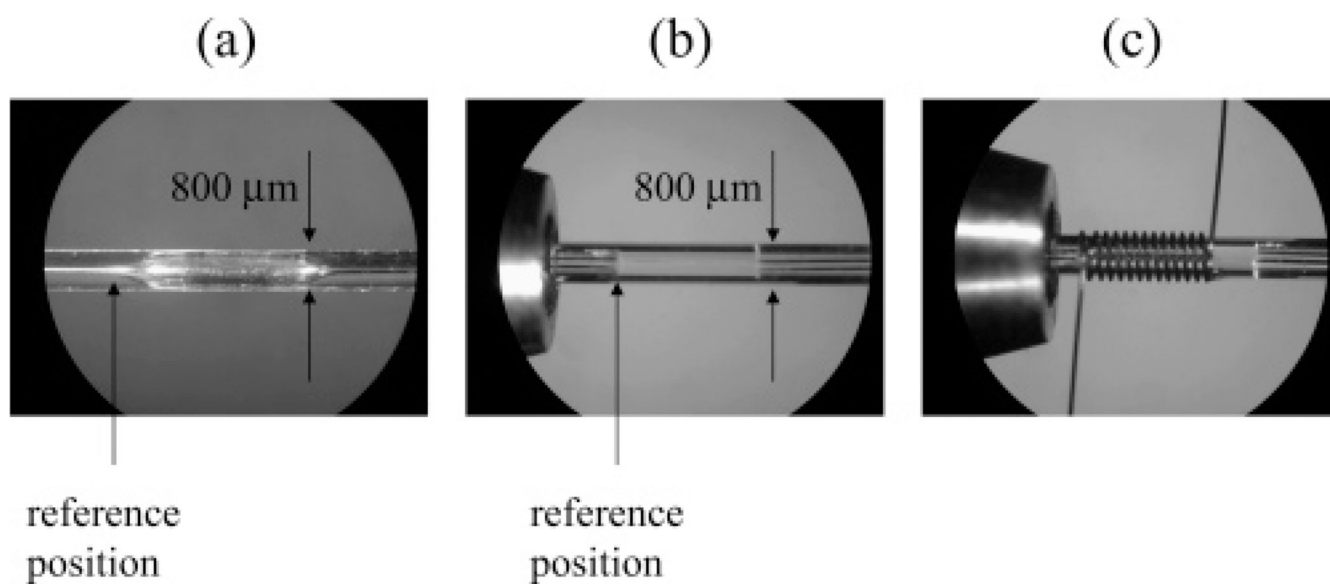 (a)
(b)
(c)
800 µm
800 µm
reference
position
reference
position